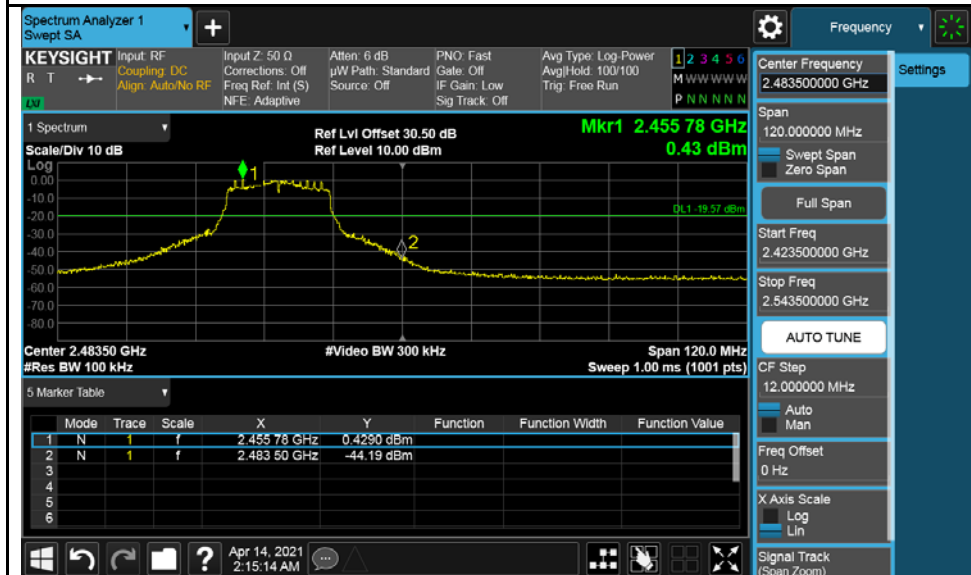 Spectrum Analyzer 1
Swept SA
+
Frequency
KEYSIGHT
R T
LXI
Input: RF
Coupling: DC
Align: Auto/No RF
Input Z: 50 Ω
Corrections: Off
Freq Ref: Int (S)
NFE: Adaptive
Atten: 6 dB
µW Path: Standard
Source: Off
PNO: Fast
Gate: Off
IF Gain: Low
Sig Track: Off
Avg Type: Log-Power
Avg|Hold: 100/100
Trig: Free Run
1 2 3 4 5 6
M W W W W W
P N N N N N
1 Spectrum
Scale/Div 10 dB
Ref Lvl Offset 30.50 dB
Ref Level 10.00 dBm
Mkr1 2.455 78 GHz
0.43 dBm
Log
0.00
-10.0
-20.0
-30.0
-40.0
-50.0
-60.0
-70.0
-80.0
1
2
DL1 -19.57 dBm
Center 2.48350 GHz
#Res BW 100 kHz
#Video BW 300 kHz
Span 120.0 MHz
Sweep 1.00 ms (1001 pts)
5 Marker Table
Mode Trace Scale X Y Function Function Width Function Value
1 N 1 f 2.455 78 GHz 0.4290 dBm
2 N 1 f 2.483 50 GHz -44.19 dBm
3
4
5
6
?
Apr 14, 2021
2:15:14 AM
Center Frequency
2.483500000 GHz
Settings
Span
120.000000 MHz
Swept Span
Zero Span
Full Span
Start Freq
2.423500000 GHz
Stop Freq
2.543500000 GHz
AUTO TUNE
CF Step
12.000000 MHz
Auto
Man
Freq Offset
0 Hz
X Axis Scale
Log
Lin
Signal Track
(Span Zoom)